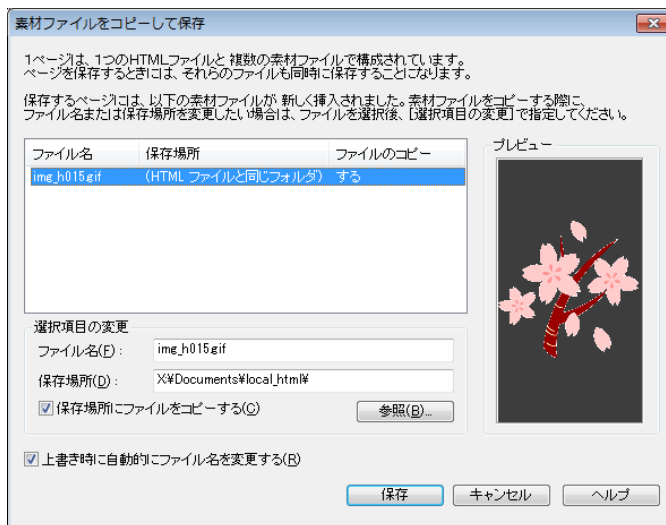 素材ファイルをコピーして保存
1ページは、1つのHTMLファイルと 複数の素材ファイルで構成されています。
ページを保存するときには、それらのファイルも同時に保存することになります。
保存するページには、以下の素材ファイルが 新しく挿入されました。素材ファイルをコピーする際に、
ファイル名または保存場所を変更したい場合は、ファイルを選択後、[選択項目の変更]で指定してください。
ファイル名 保存場所 ファイルのコピー
img_h015.gif (HTML ファイルと同じフォルダ) する
プレビュー
選択項目の変更
ファイル名(F): img_h015.gif
保存場所(D): X:¥Documents¥local_html¥
保存場所にファイルをコピーする(C) 参照(B)...
上書き時に自動的にファイル名を変更する(R)
保存 キャンセル ヘルプ